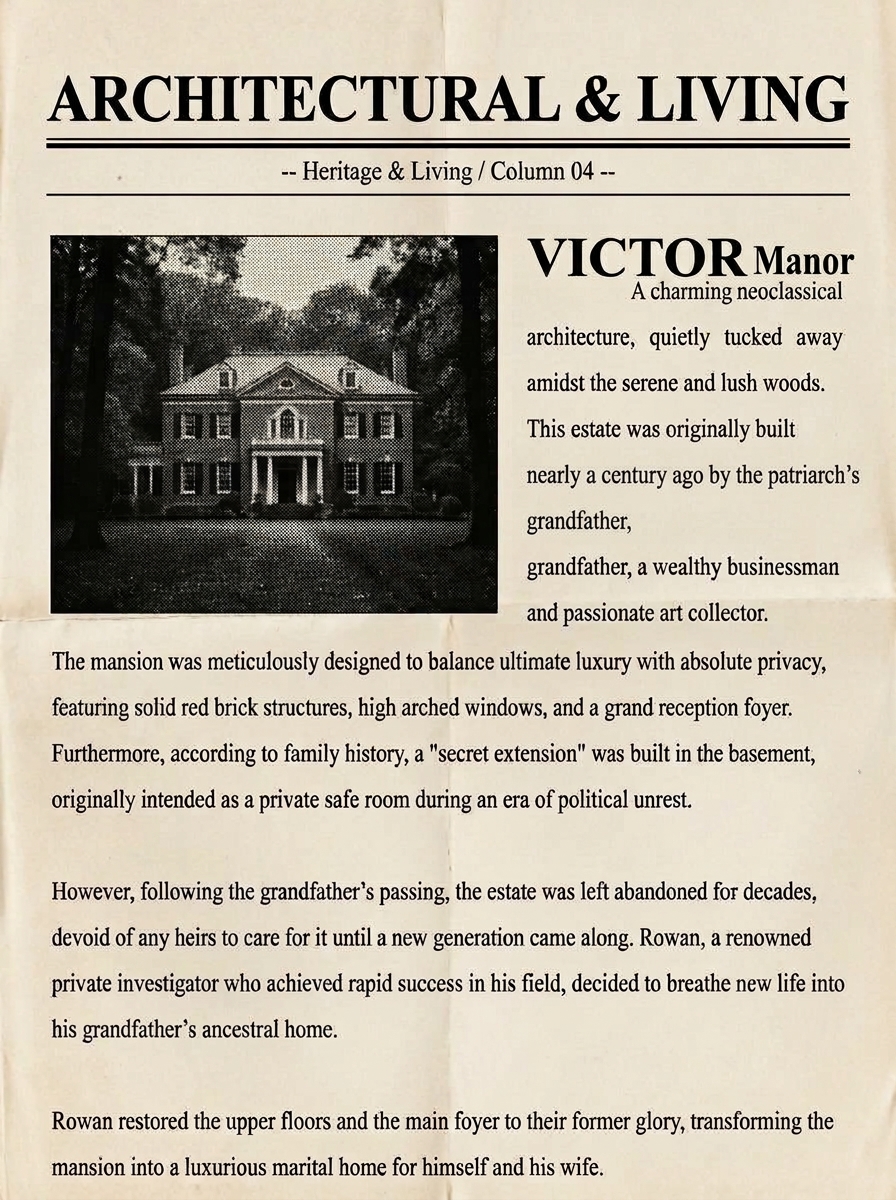 ARCHITECTURAL & LIVING
-- Heritage & Living / Column 04 --
VICTOR Manor
A charming neoclassical
architecture, quietly tucked away
amidst the serene and lush woods.
This estate was originally built
nearly a century ago by the patriarch's
grandfather,
grandfather, a wealthy businessman
and passionate art collector.
The mansion was meticulously designed to balance ultimate luxury with absolute privacy,
featuring solid red brick structures, high arched windows, and a grand reception foyer.
Furthermore, according to family history, a "secret extension" was built in the basement,
originally intended as a private safe room during an era of political unrest.
However, following the grandfather's passing, the estate was left abandoned for decades,
devoid of any heirs to care for it until a new generation came along. Rowan, a renowned
private investigator who achieved rapid success in his field, decided to breathe new life into
his grandfather's ancestral home.
Rowan restored the upper floors and the main foyer to their former glory, transforming the
mansion into a luxurious marital home for himself and his wife.